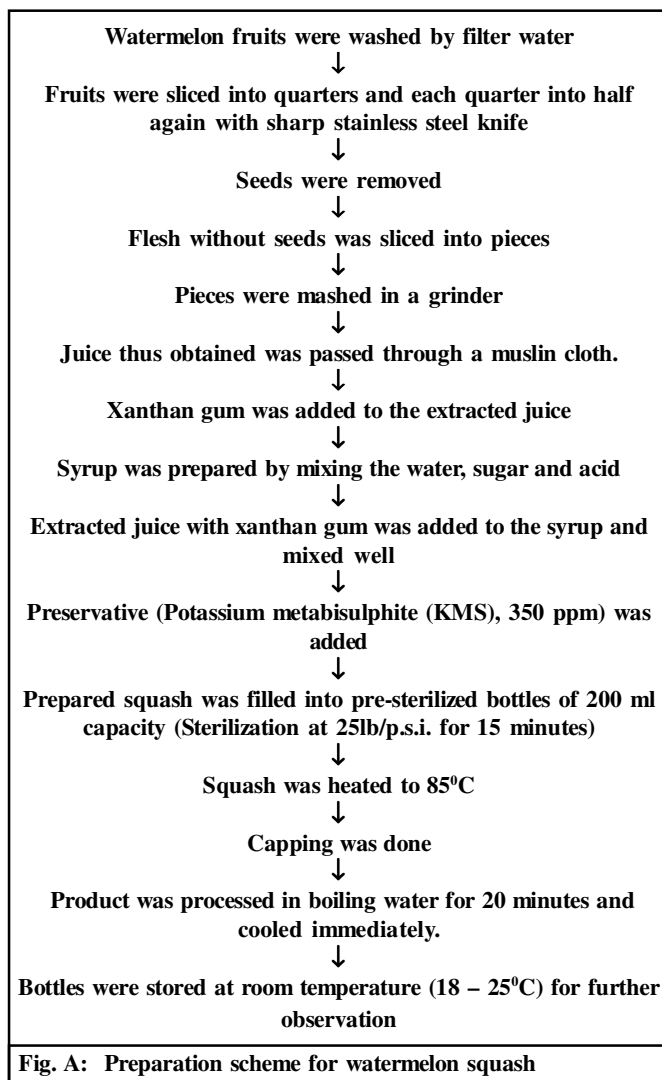 Watermelon fruits were washed by filter water
↓
Fruits were sliced into quarters and each quarter into half
again with sharp stainless steel knife
↓
Seeds were removed
↓
Flesh without seeds was sliced into pieces
↓
Pieces were mashed in a grinder
↓
Juice thus obtained was passed through a muslin cloth.
↓
Xanthan gum was added to the extracted juice
↓
Syrup was prepared by mixing the water, sugar and acid
↓
Extracted juice with xanthan gum was added to the syrup and
mixed well
↓
Preservative (Potassium metabisulphite (KMS), 350 ppm) was
added
↓
Prepared squash was filled into pre-sterilized bottles of 200 ml
capacity (Sterilization at 25lb/p.s.i. for 15 minutes)
↓
Squash was heated to 85⁰C
↓
Capping was done
↓
Product was processed in boiling water for 20 minutes and
cooled immediately.
↓
Bottles were stored at room temperature (18 – 25⁰C) for further
observation
Fig. A: Preparation scheme for watermelon squash